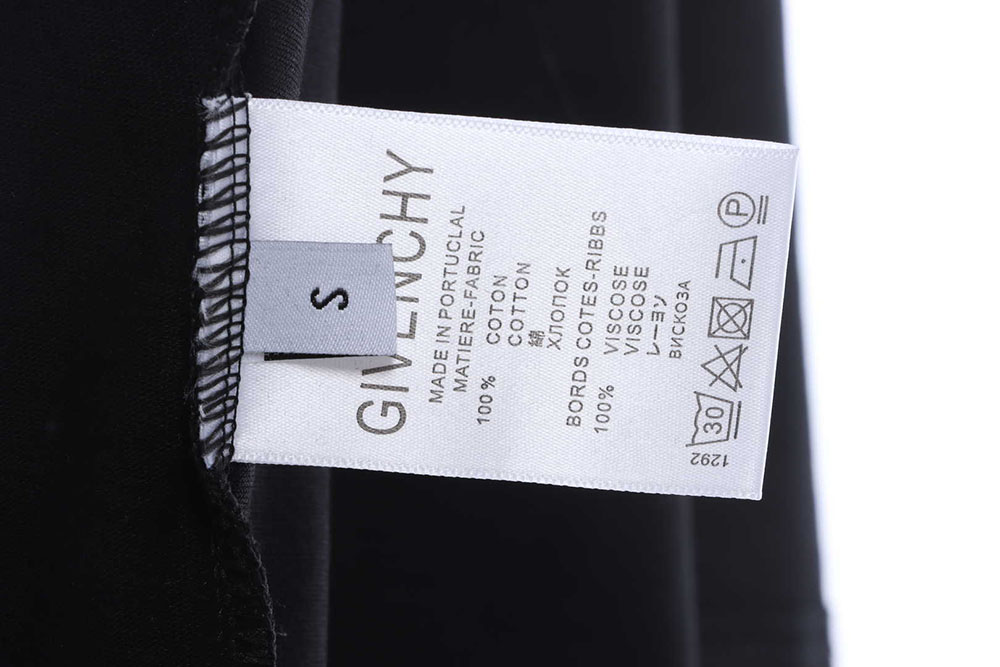 GIVENCHY
S
MADE IN PORTUCLAL
MATIERE-FABRIC
100% COTON
COTTON
綿
ХЛОПОК
BORDS COTES-RIBBS
100% VISCOSE
VISCOSE
レーヨン
ВИСКОЗА
30 P
1292